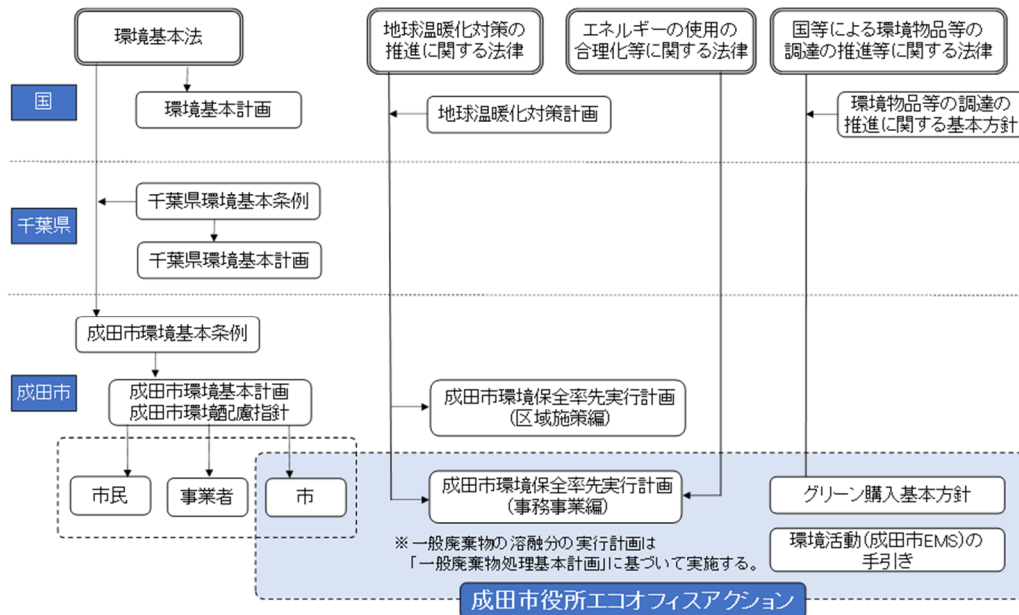 環境基本法
地球温暖化対策の
推進に関する法律
エネルギーの使用の
合理化等に関する法律
国等による環境物品等の
調達の推進等に関する法律
国
環境基本計画
地球温暖化対策計画
環境物品等の調達の
推進に関する基本方針
千葉県
千葉県環境基本条例
千葉県環境基本計画
成田市環境基本条例
成田市
成田市環境基本計画
成田市環境配慮指針
成田市環境保全率先実行計画
(区域施策編)
市民
事業者
市
成田市環境保全率先実行計画
(事務事業編)
グリーン購入基本方針
※一般廃棄物の溶融分の実行計画は
「一般廃棄物処理基本計画」に基づいて実施する。
環境活動(成田市EMS)の
手引き
成田市役所エコオフィスアクション